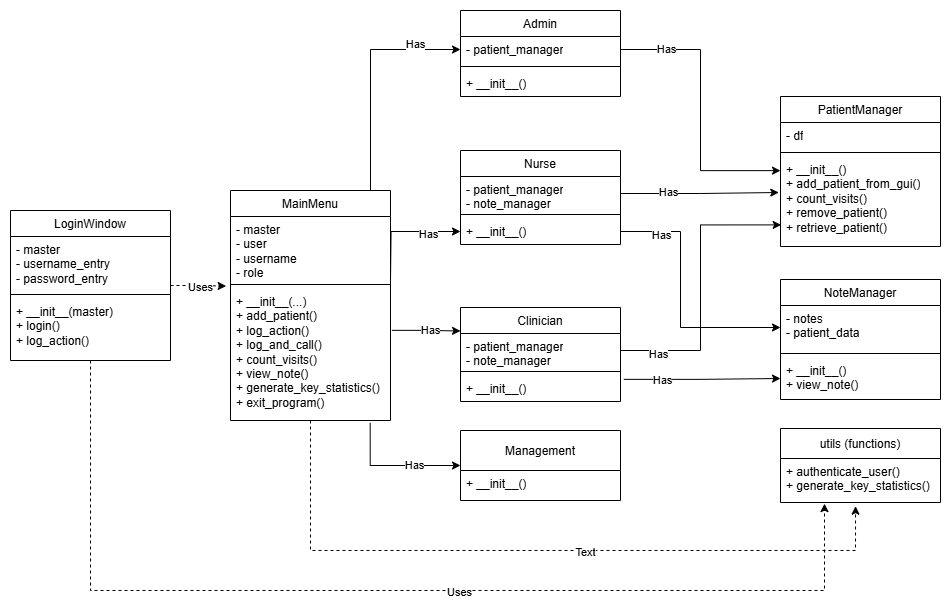 Admin
- patient_manager
+ __init__()
Has
Has
PatientManager
- df
+ __init__()
+ add_patient_from_gui()
+ count_visits()
+ remove_patient()
+ retrieve_patient()
Nurse
- patient_manager
- note_manager
+ __init__()
Has
Has
Has
MainMenu
- master
- user
- username
- role
+ __init__(...)
+ add_patient()
+ log_action()
+ log_and_call()
+ count_visits()
+ view_note()
+ generate_key_statistics()
+ exit_program()
LoginWindow
- master
- username_entry
- password_entry
+ __init__(master)
+ login()
+ log_action()
Uses
NoteManager
- notes
- patient_data
+ __init__()
+ view_note()
Clinician
- patient_manager
- note_manager
+ __init__()
Has
Has
Has
Management
+ __init__()
Has
utils (functions)
+ authenticate_user()
+ generate_key_statistics()
Text
Uses